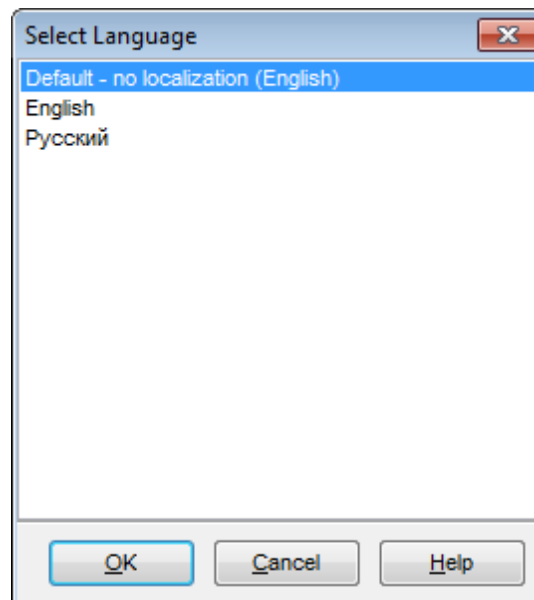 Select Language
Default - no localization (English)
English
Русский
OK
Cancel
Help